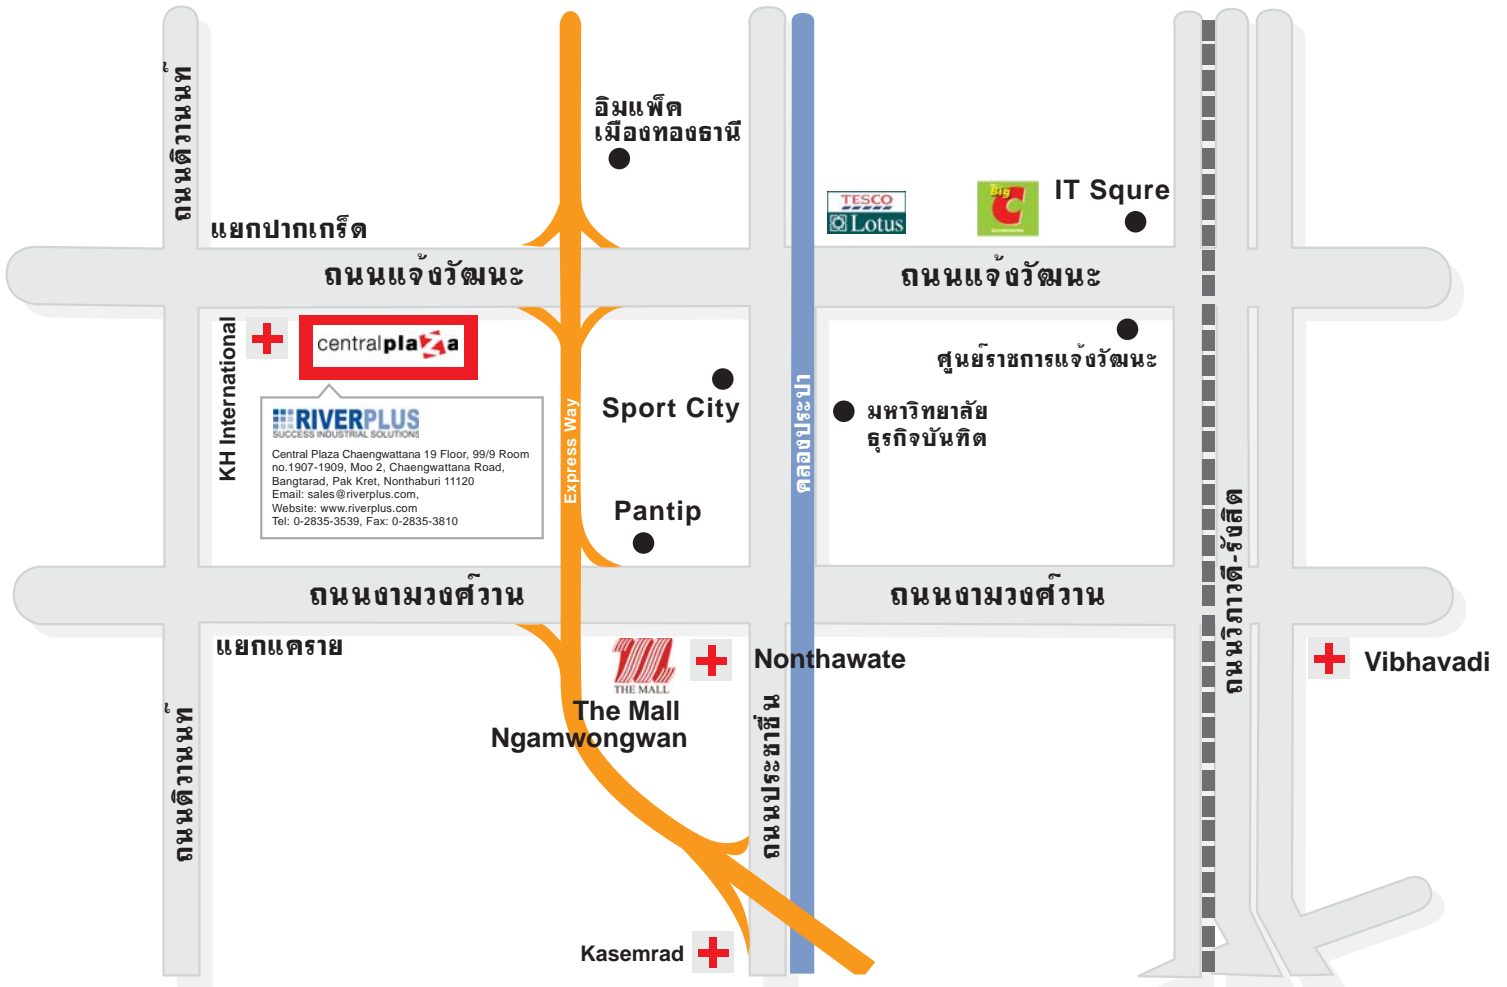 ถนนติวานนท์
อิมแพ็ค
เมืองทองธานี
TESCO
Lotus
Big
C
IT Squre
แยกปากเกร็ด
ถนนแจ้งวัฒนะ
ถนนแจ้งวัฒนะ
KH International
centralplaza
ศูนย์ราชการแจ้งวัฒนะ
Sport City
มหาวิทยาลัย
ธุรกิจบันฑิต
คลองประปา
Express Way
RIVERPLUS
SUCCESS INDUSTRIAL SOLUTIONS
Central Plaza Chaengwattana 19 Floor, 99/9 Room
no.1907-1909, Moo 2, Chaengwattana Road,
Bangtarad, Pak Kret, Nonthaburi 11120
Email: sales@riverplus.com,
Website: www.riverplus.com
Tel: 0-2835-3539, Fax: 0-2835-3810
Pantip
ถนนวิภาวดี-รังสิต
ถนนงามวงศ์วาน
ถนนงามวงศ์วาน
แยกแคราย
THE MALL
The Mall
Ngamwongwan
Nonthawate
Vibhavadi
ถนนติวานนท์
ถนนประชาชื่น
Kasemrad